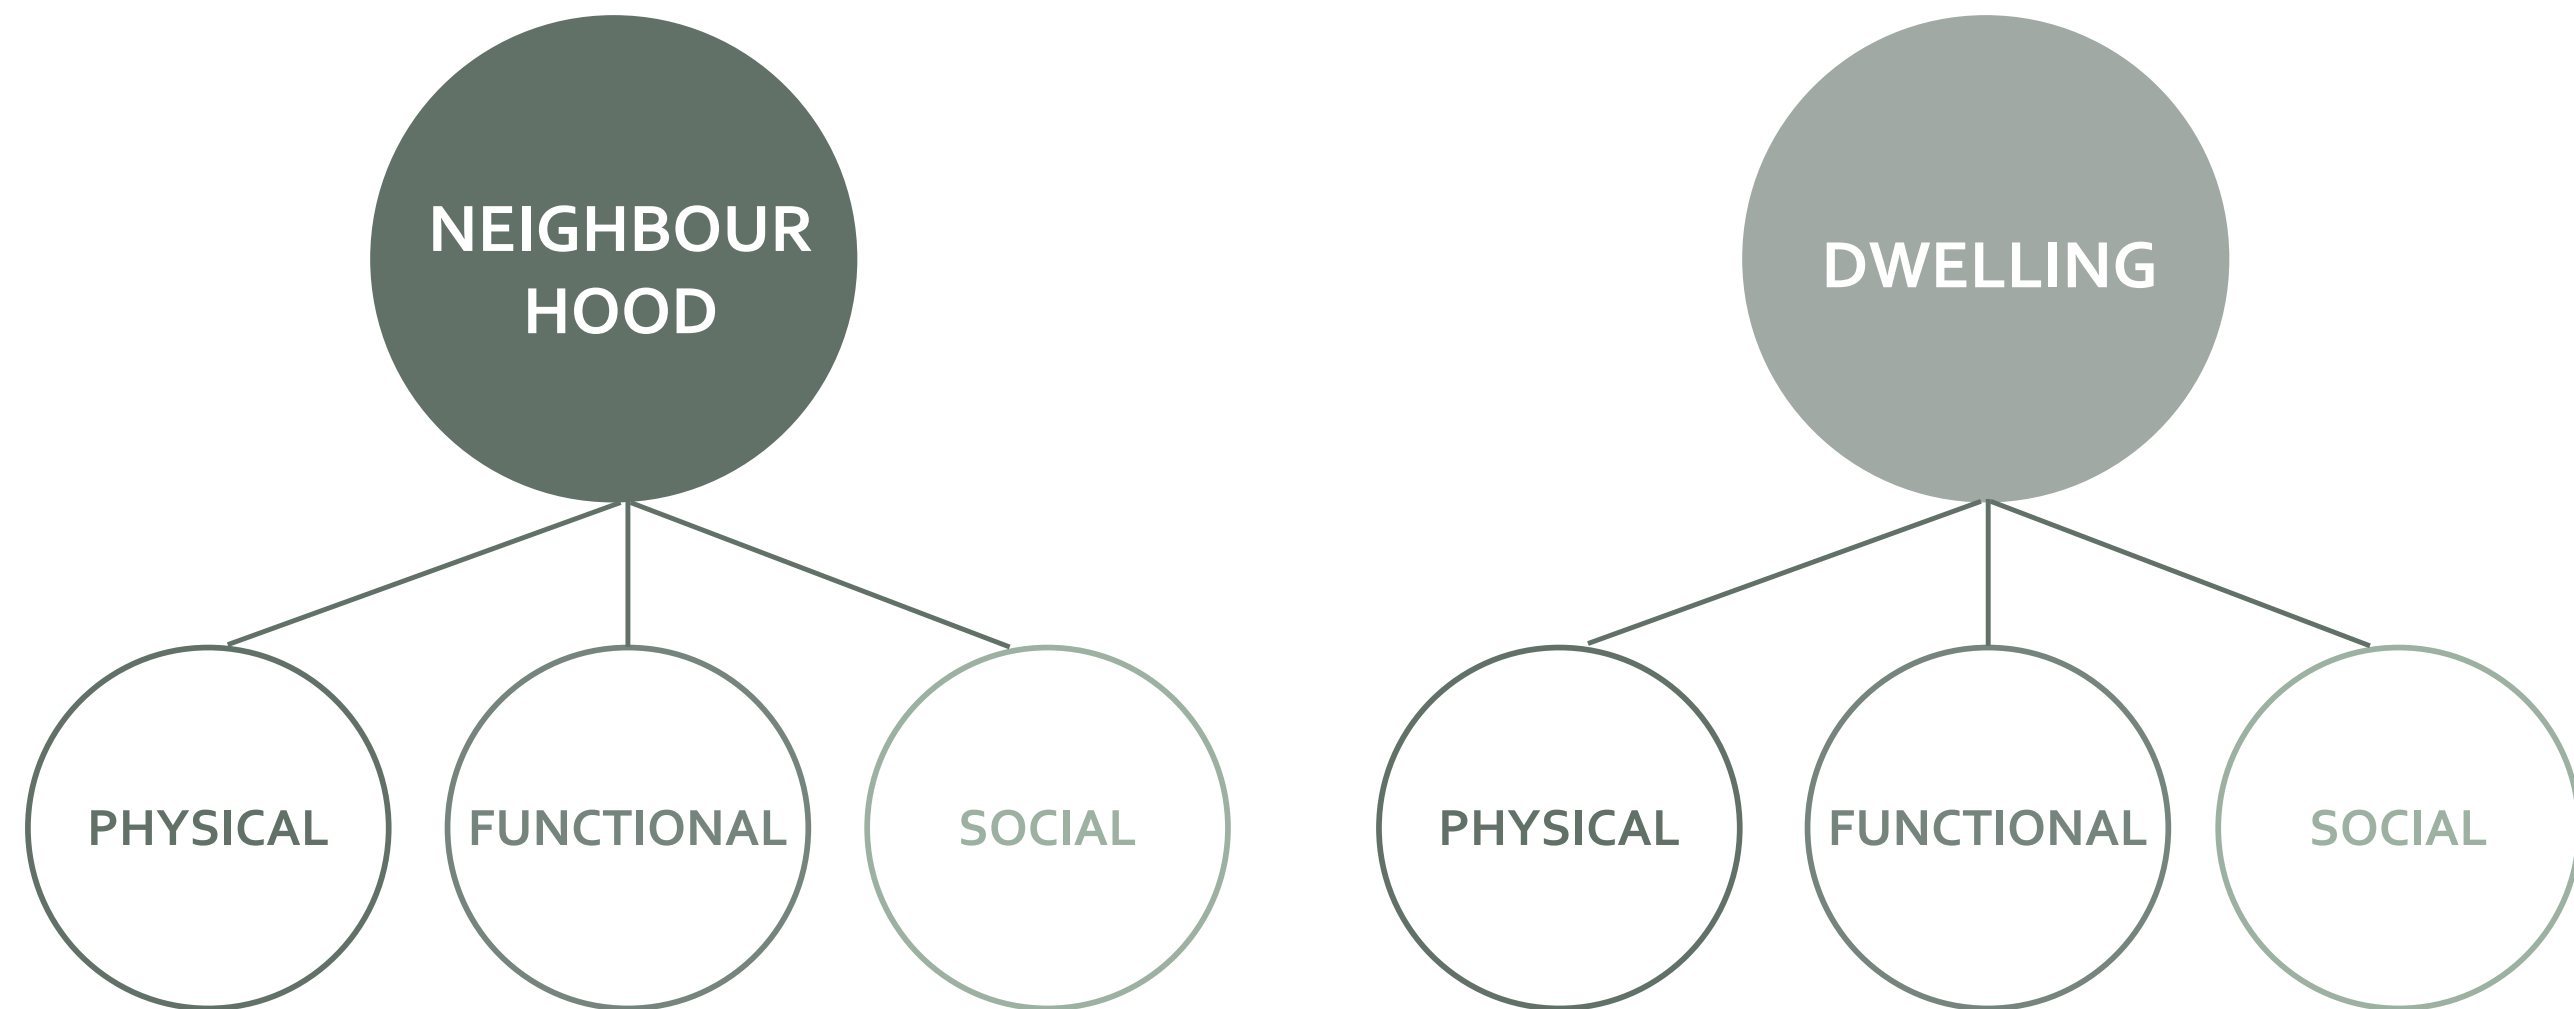 NEIGHBOUR
HOOD
DWELLING
PHYSICAL
FUNCTIONAL
SOCIAL
PHYSICAL
FUNCTIONAL
SOCIAL